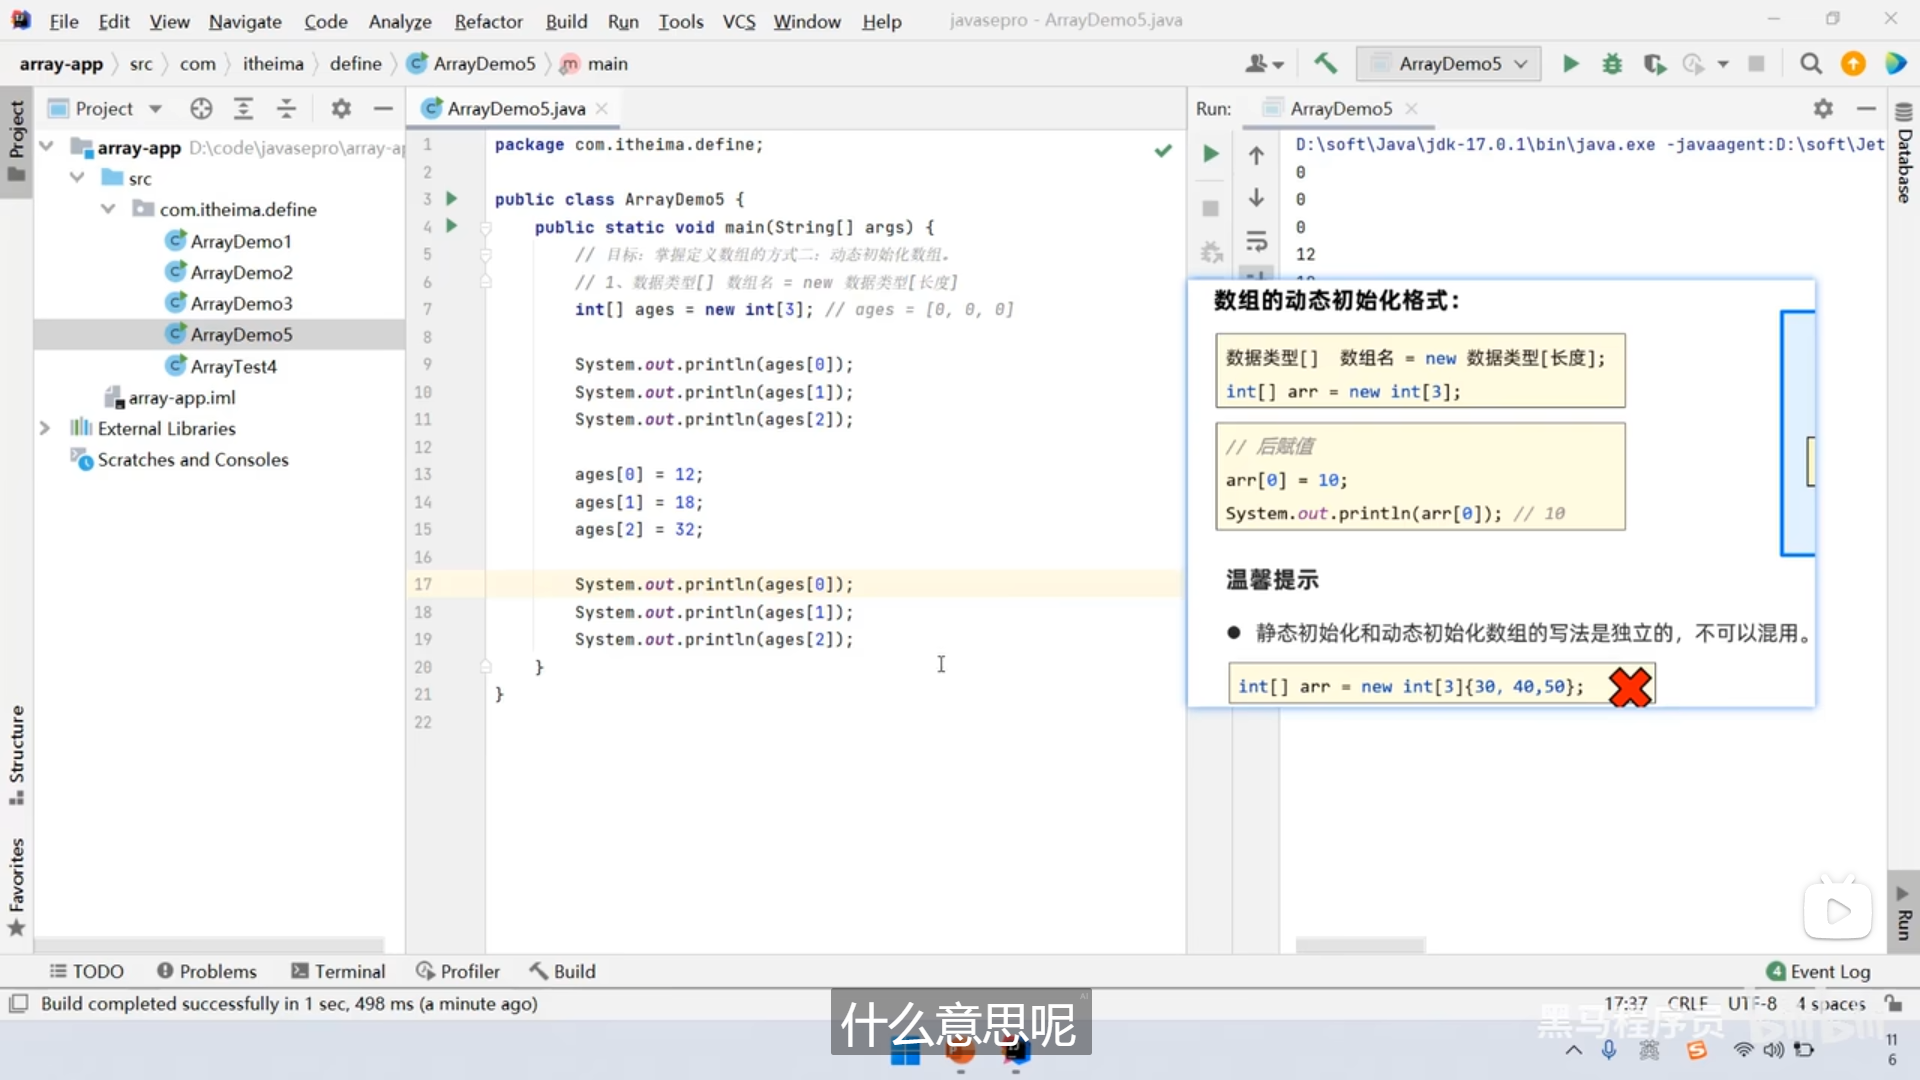 File Edit View Navigate Code Analyze Refactor Build Run Tools VCS Window Help javasepro - ArrayDemo5.java
array-app src com itheima define ArrayDemo5 main
ArrayDemo5
Project
Project
array-app D:\code\javasepro\array-a
src
com.itheima.define
ArrayDemo1
ArrayDemo2
ArrayDemo3
ArrayDemo5
ArrayTest4
array-app.iml
External Libraries
Scratches and Consoles
Structure
Favorites
ArrayDemo5.java
1 package com.itheima.define;
2
3 public class ArrayDemo5 {
4 public static void main(String[] args) {
5 // 目标：掌握定义数组的方式二：动态初始化数组。
6 // 1、数据类型[] 数组名 = new 数据类型[长度]
7 int[] ages = new int[3]; // ages = [0, 0, 0]
8
9 System.out.println(ages[0]);
10 System.out.println(ages[1]);
11 System.out.println(ages[2]);
12
13 ages[0] = 12;
14 ages[1] = 18;
15 ages[2] = 32;
16
17 System.out.println(ages[0]);
18 System.out.println(ages[1]);
19 System.out.println(ages[2]);
20 }
21 }
22
Run: ArrayDemo5
D:\soft\Java\jdk-17.0.1\bin\java.exe -javaagent:D:\soft\Jet
0
0
0
12
数组的动态初始化格式：
数据类型[] 数组名 = new 数据类型[长度];
int[] arr = new int[3];
// 后赋值
arr[0] = 10;
System.out.println(arr[0]); // 10
温馨提示
● 静态初始化和动态初始化数组的写法是独立的，不可以混用。
int[] arr = new int[3]{30, 40,50};
Database
Run
TODO Problems Terminal Profiler Build
4 Event Log
Build completed successfully in 1 sec, 498 ms (a minute ago)
17:37 CRLF UTF-8 4 spaces
什么意思呢
AI
黑马程序员
bilibili
英
11
6